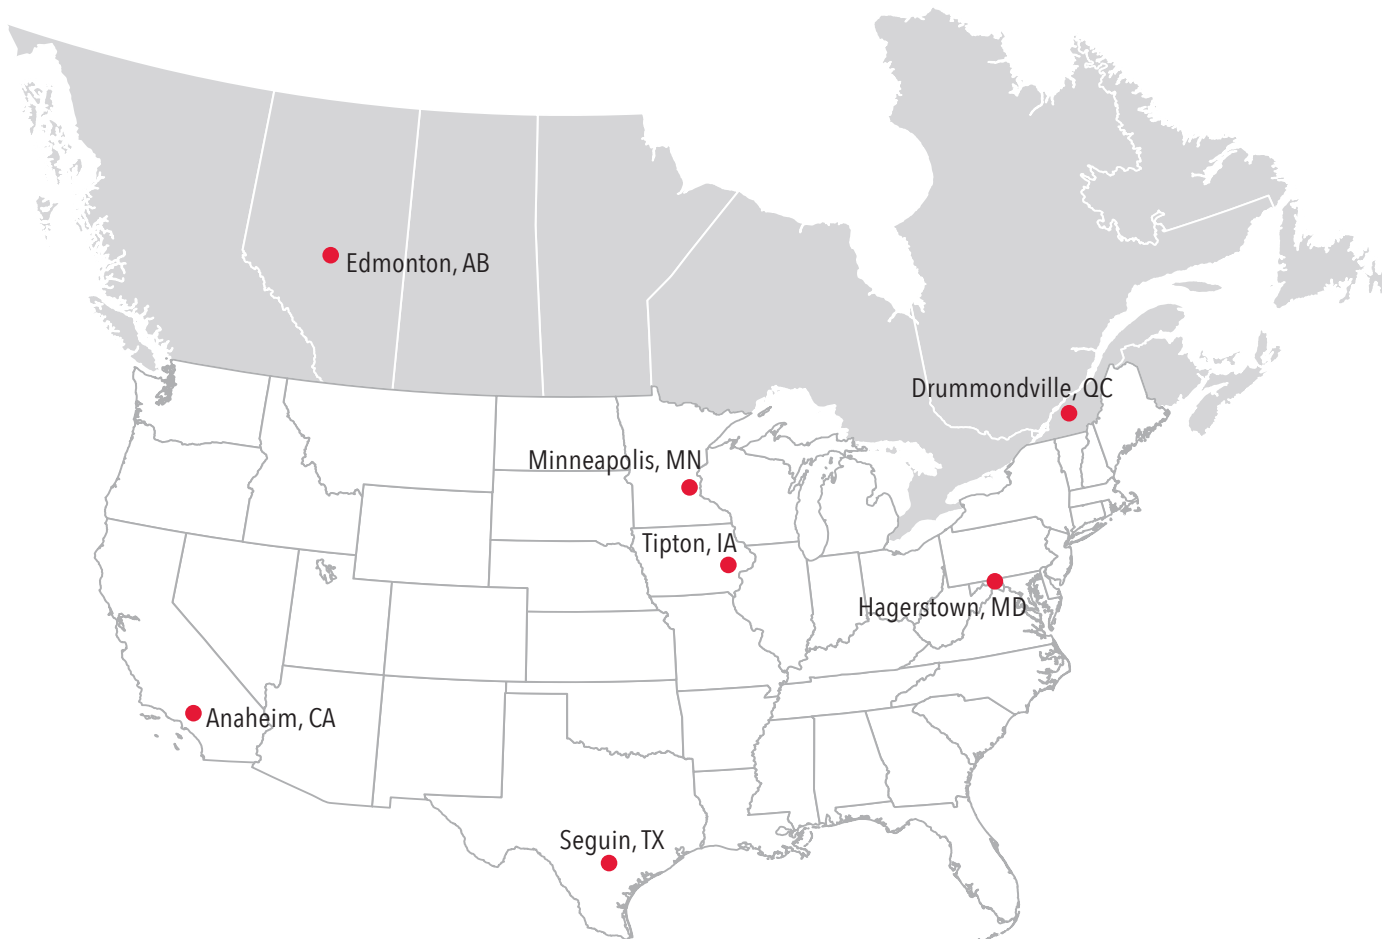 Edmonton, AB
Drummondville, QC
Minneapolis, MN
Tipton, IA
Hagerstown, MD
Anaheim, CA
Seguin, TX